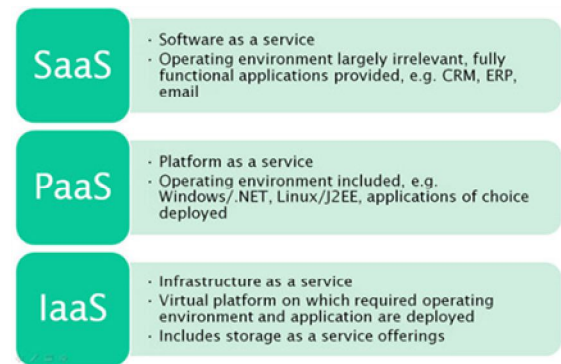 SaaS
· Software as a service
· Operating environment largely irrelevant, fully
functional applications provided, e.g. CRM, ERP,
email
PaaS
· Platform as a service
· Operating environment included, e.g.
Windows/.NET, Linux/J2EE, applications of choice
deployed
IaaS
· Infrastructure as a service
· Virtual platform on which required operating
environment and application are deployed
· Includes storage as a service offerings